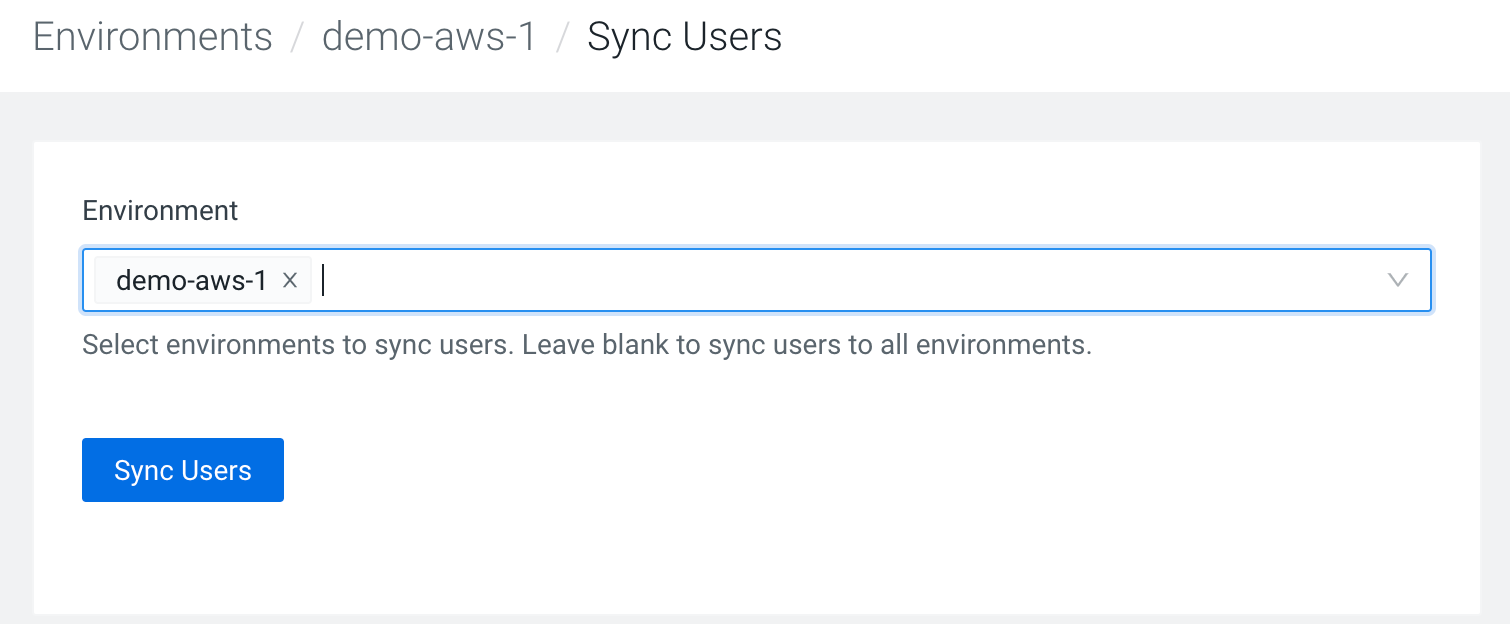 Environments / demo-aws-1 / Sync Users
Environment
demo-aws-1
Select environments to sync users. Leave blank to sync users to all environments.
Sync Users